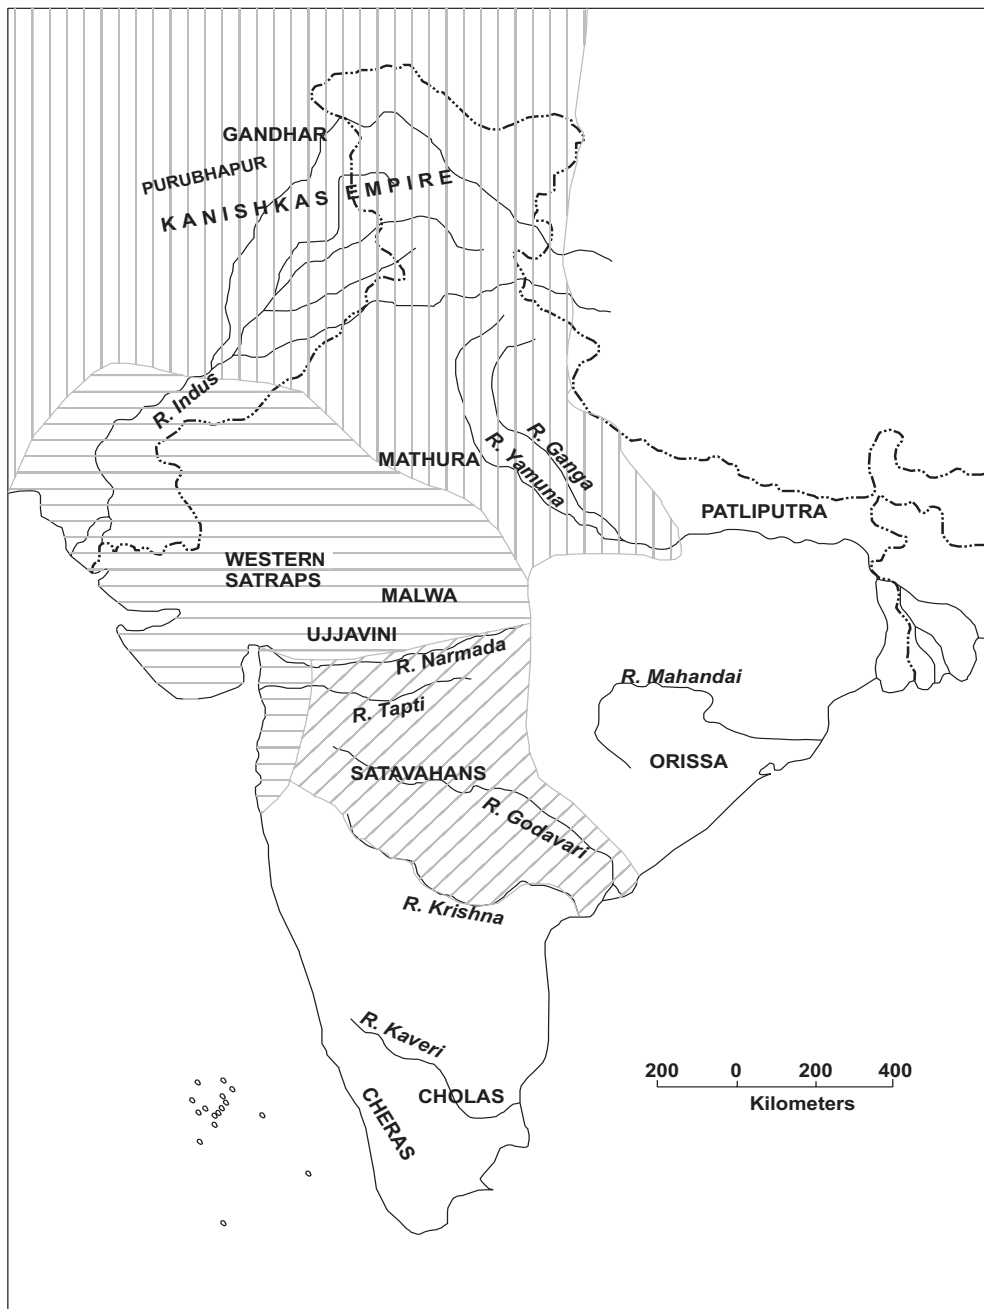 GANDHAR
PURUBHAPUR
KANISHKAS EMPIRE
R. Indus
MATHURA
R. Ganga
R. Yamuna
PATLIPUTRA
WESTERN
SATRAPS
MALWA
UJJAVINI
R. Narmada
R. Mahandai
R. Tapti
ORISSA
SATAVAHANS
R. Godavari
R. Krishna
R. Kaveri
CHOLAS
CHERAS
200 0 200 400
Kilometers